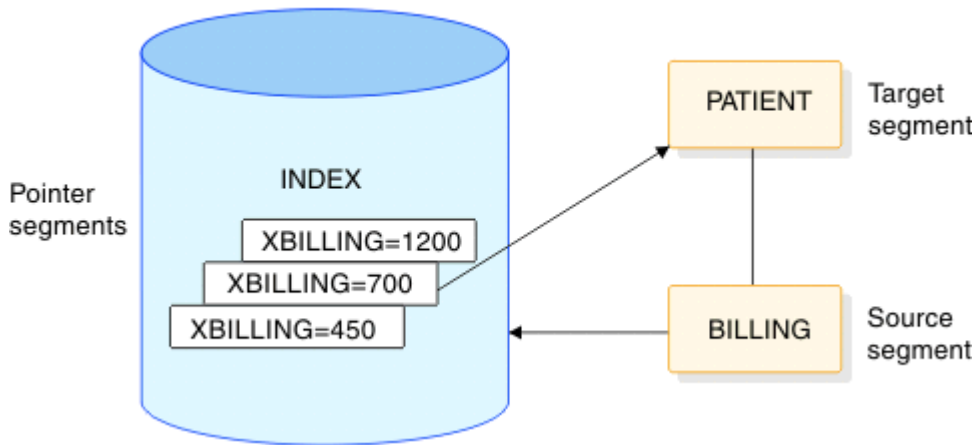 Pointer
segments
INDEX
XBILLING=1200
XBILLING=700
XBILLING=450
PATIENT
Target
segment
BILLING
Source
segment